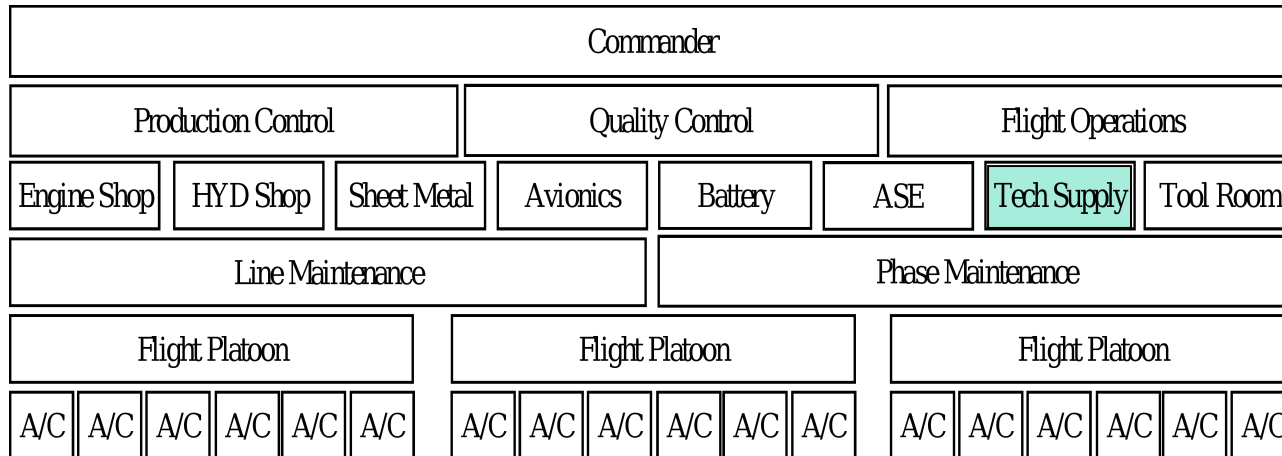 Commander
Production Control Quality Control Flight Operations
Engine Shop HYD Shop Sheet Metal Avionics Battery ASE Tech Supply Tool Room
Line Maintenance Phase Maintenance
Flight Platoon Flight Platoon Flight Platoon
A/C A/C A/C A/C A/C A/C A/C A/C A/C A/C A/C A/C A/C A/C A/C A/C A/C A/C